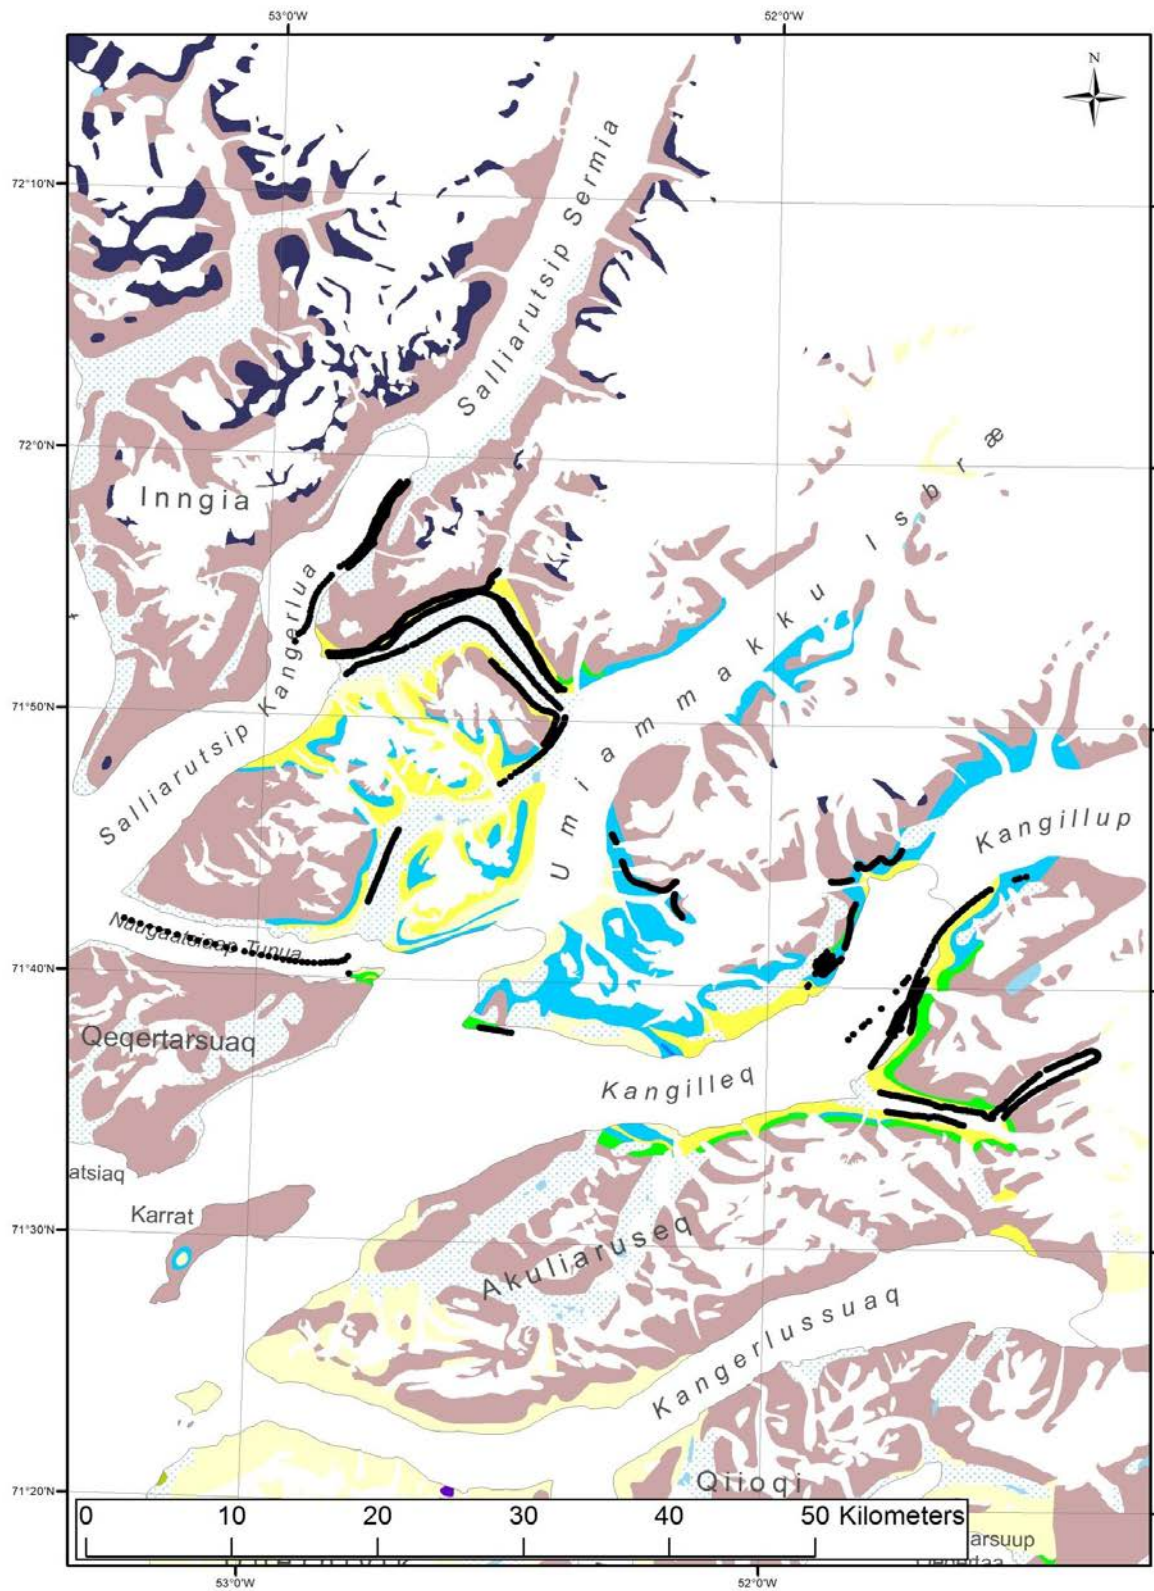 53°0'W
52°0'W
N
72°10'N
Salliarutsip Sermia
72°0'N
Isbræ
Inngia
Salliarutsip Kangerlua
Umiammakku
71°50'N
Kangillup
Nuugaatsiaap Tunua
71°40'N
Qeqertarsuaq
Kangilleq
atsiaq
Karrat
71°30'N
Akuliaruseq
Kangerlussuaq
71°20'N
Qiioqi
0 10 20 30 40 50 Kilometers
arsuup
53°0'W
52°0'W